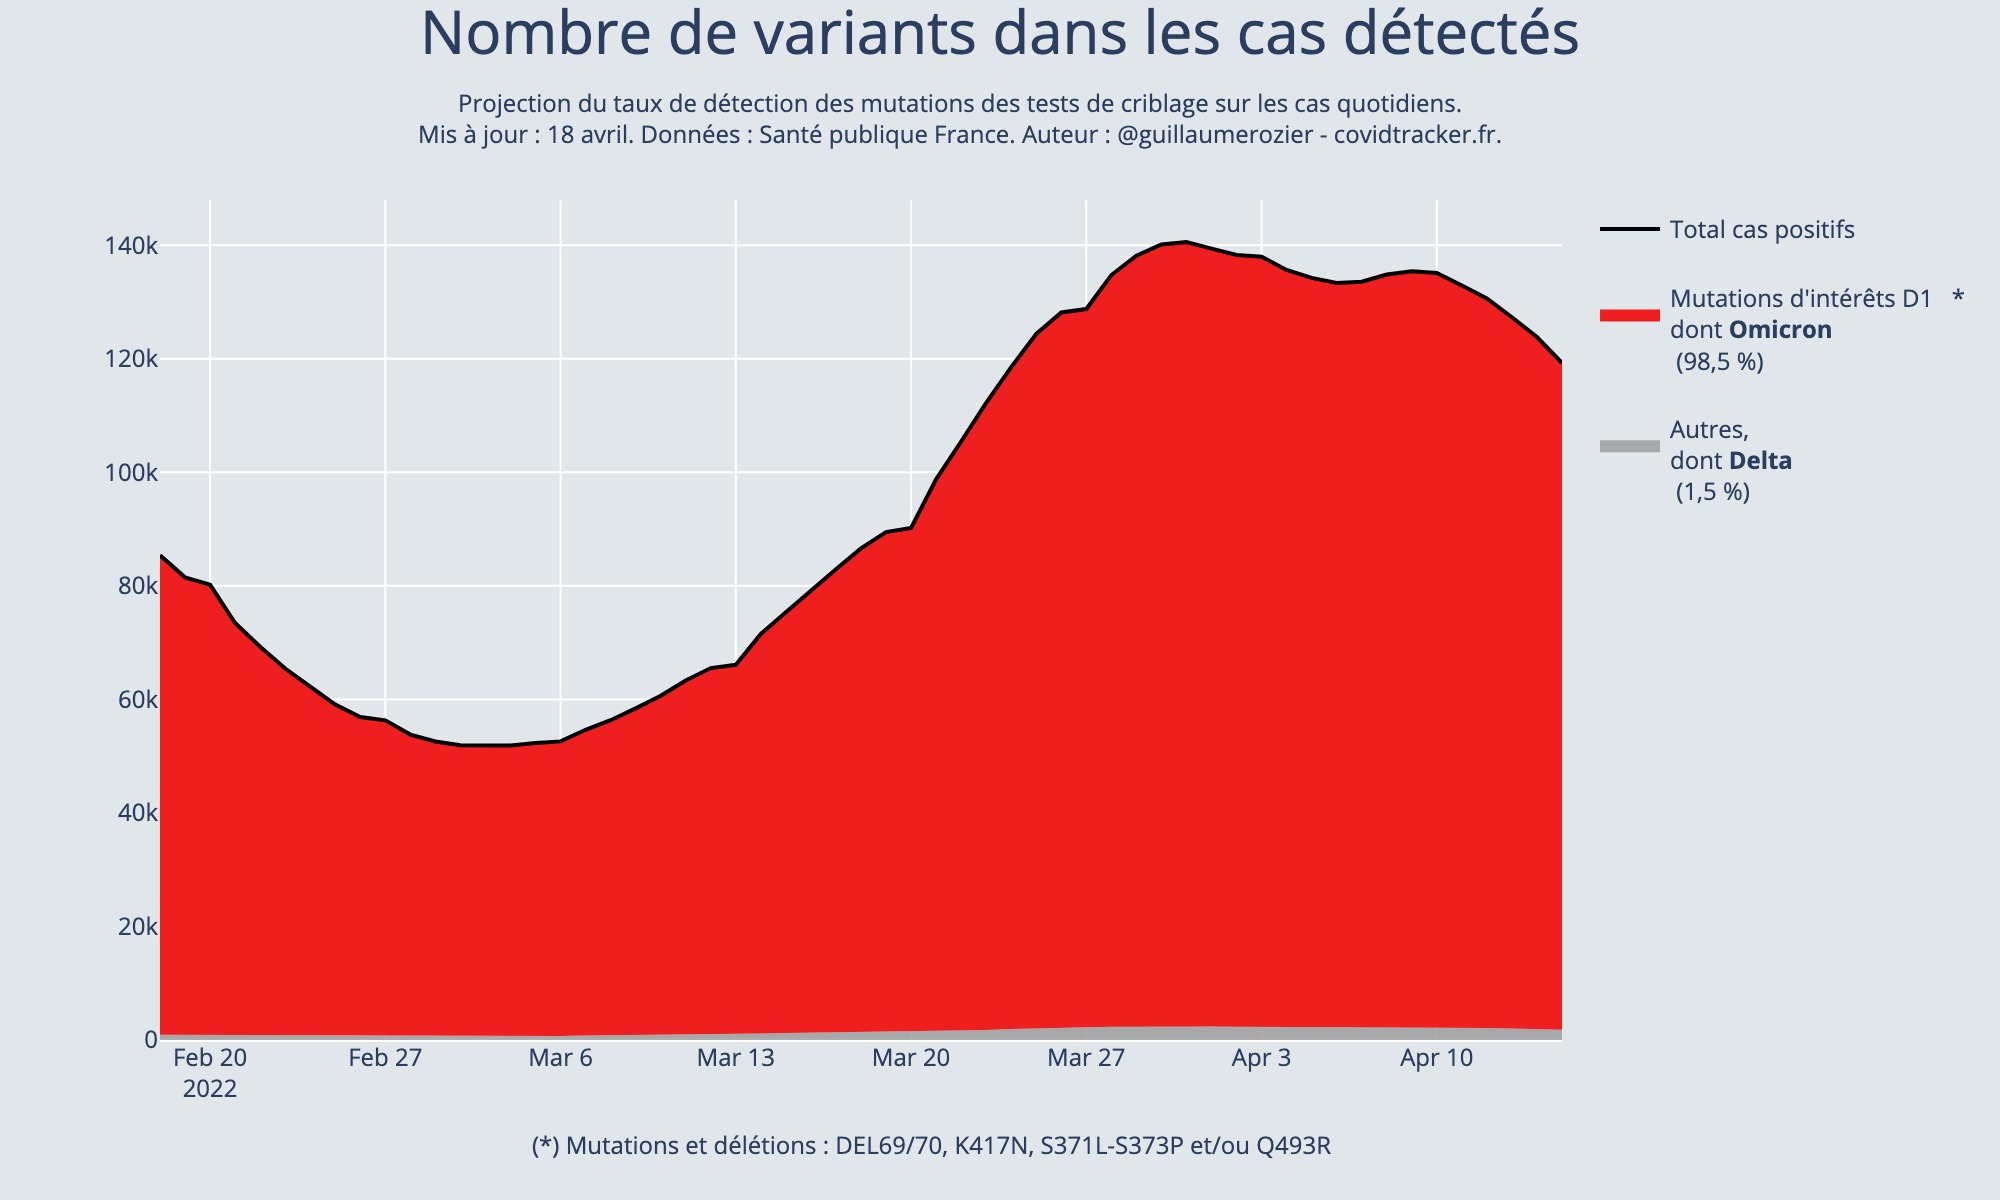 Nombre de variants dans les cas détectés
Projection du taux de détection des mutations des tests de criblage sur les cas quotidiens.
Mis à jour : 18 avril. Données : Santé publique France. Auteur : @guillaumerozier - covidtracker.fr.
140k
120k
100k
80k
60k
40k
20k
0
Feb 20
2022
Feb 27
Mar 6
Mar 13
Mar 20
Mar 27
Apr 3
Apr 10
Total cas positifs
Mutations d'intérêts D1 *
dont Omicron
(98,5 %)
Autres,
dont Delta
(1,5 %)
(*) Mutations et délétions : DEL69/70, K417N, S371L-S373P et/ou Q493R